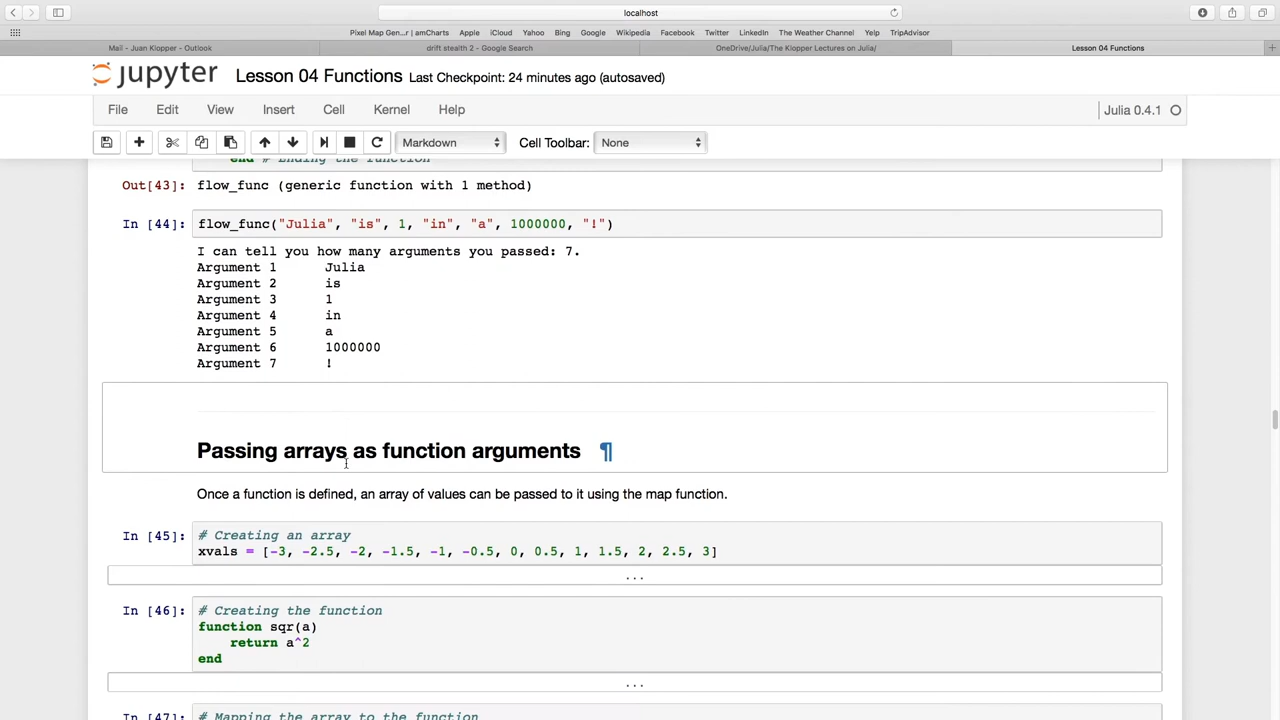 localhost
Pixel Map Gen...r | amCharts Apple iCloud Yahoo Bing Google Wikipedia Facebook Twitter LinkedIn The Weather Channel Yelp TripAdvisor
Mail - Juan Klopper - Outlook drift stealth 2 - Google Search OneDrive/Julia/The Klopper Lectures on Julia/ Lesson 04 Functions
jupyter Lesson 04 Functions Last Checkpoint: 24 minutes ago (autosaved)
File Edit View Insert Cell Kernel Help Julia 0.4.1
Markdown Cell Toolbar: None
end # Ending the function
Out[43]: flow_func (generic function with 1 method)
In [44]: flow_func("Julia", "is", 1, "in", "a", 1000000, "!")
I can tell you how many arguments you passed: 7.
Argument 1 Julia
Argument 2 is
Argument 3 1
Argument 4 in
Argument 5 a
Argument 6 1000000
Argument 7 !
Passing arrays as function arguments ¶
Once a function is defined, an array of values can be passed to it using the map function.
In [45]: # Creating an array
xvals = [-3, -2.5, -2, -1.5, -1, -0.5, 0, 0.5, 1, 1.5, 2, 2.5, 3]
...
In [46]: # Creating the function
function sqr(a)
return a^2
end
...
In [47]: # Mapping the array to the function